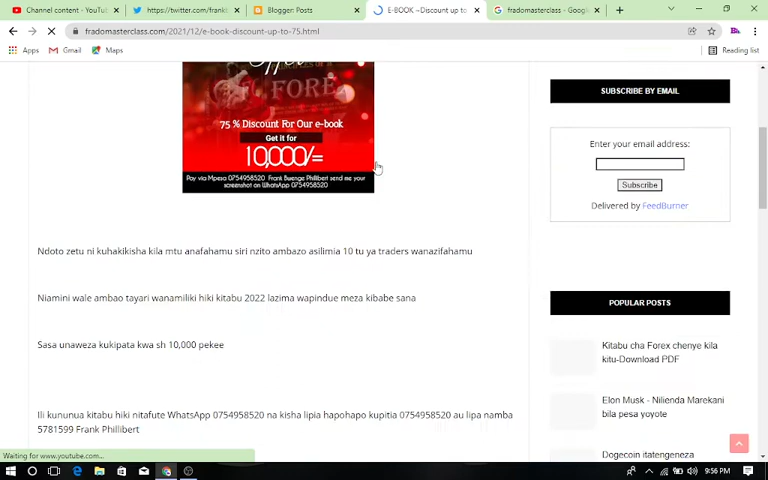 Channel content - YouTu
https://twitter.com/frankt
Blogger: Posts
E-BOOK ~Discount up to
fradomasterclass - Google
fradomasterclass.com/2021/12/e-book-discount-up-to-75.html
Apps
Gmail
Maps
Reading list
OF FORE
75 % Discount For Our e-book
Get it for
10,000/=
Pay via Mpesa 0754958520 Frank Buenge Phillibert send me your
screenshot on WhatsApp 0754958520
Ndoto zetu ni kuhakikisha kila mtu anafahamu siri nzito ambazo asilimia 10 tu ya traders wanazifahamu
Niamini wale ambao tayari wanamiliki hiki kitabu 2022 lazima wapindue meza kibabe sana
Sasa unaweza kukipata kwa sh 10,000 pekee
Ili kununua kitabu hiki nitafute WhatsApp 0754958520 na kisha lipia hapohapo kupitia 0754958520 au lipa namba
5781599 Frank Phillibert
SUBSCRIBE BY EMAIL
Enter your email address:
Subscribe
Delivered by FeedBurner
POPULAR POSTS
Kitabu cha Forex chenye kila
kitu-Download PDF
Elon Musk - Nilienda Marekani
bila pesa yoyote
Dogecoin itatengeneza
Waiting for www.youtube.com...
9:56 PM